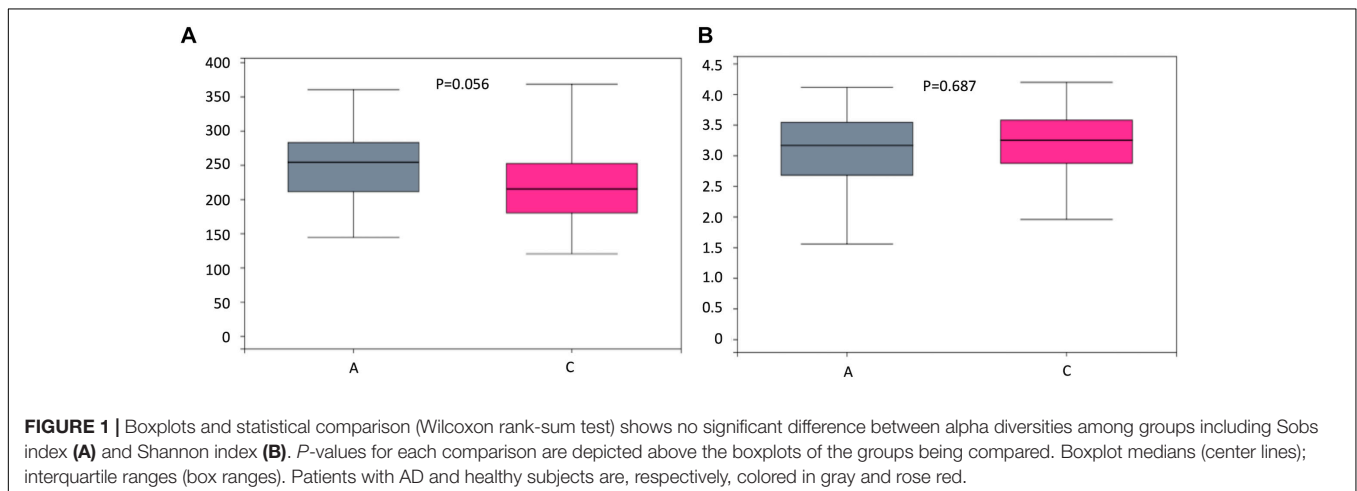 A
400
350
300
250
200
150
100
50
0
P=0.056
A
C
B
4.5
4.0
3.5
3.0
2.5
2.0
1.5
1.0
0.5
0
P=0.687
A
C
FIGURE 1 | Boxplots and statistical comparison (Wilcoxon rank-sum test) shows no significant difference between alpha diversities among groups including Sobs
index (A) and Shannon index (B). P-values for each comparison are depicted above the boxplots of the groups being compared. Boxplot medians (center lines);
interquartile ranges (box ranges). Patients with AD and healthy subjects are, respectively, colored in gray and rose red.